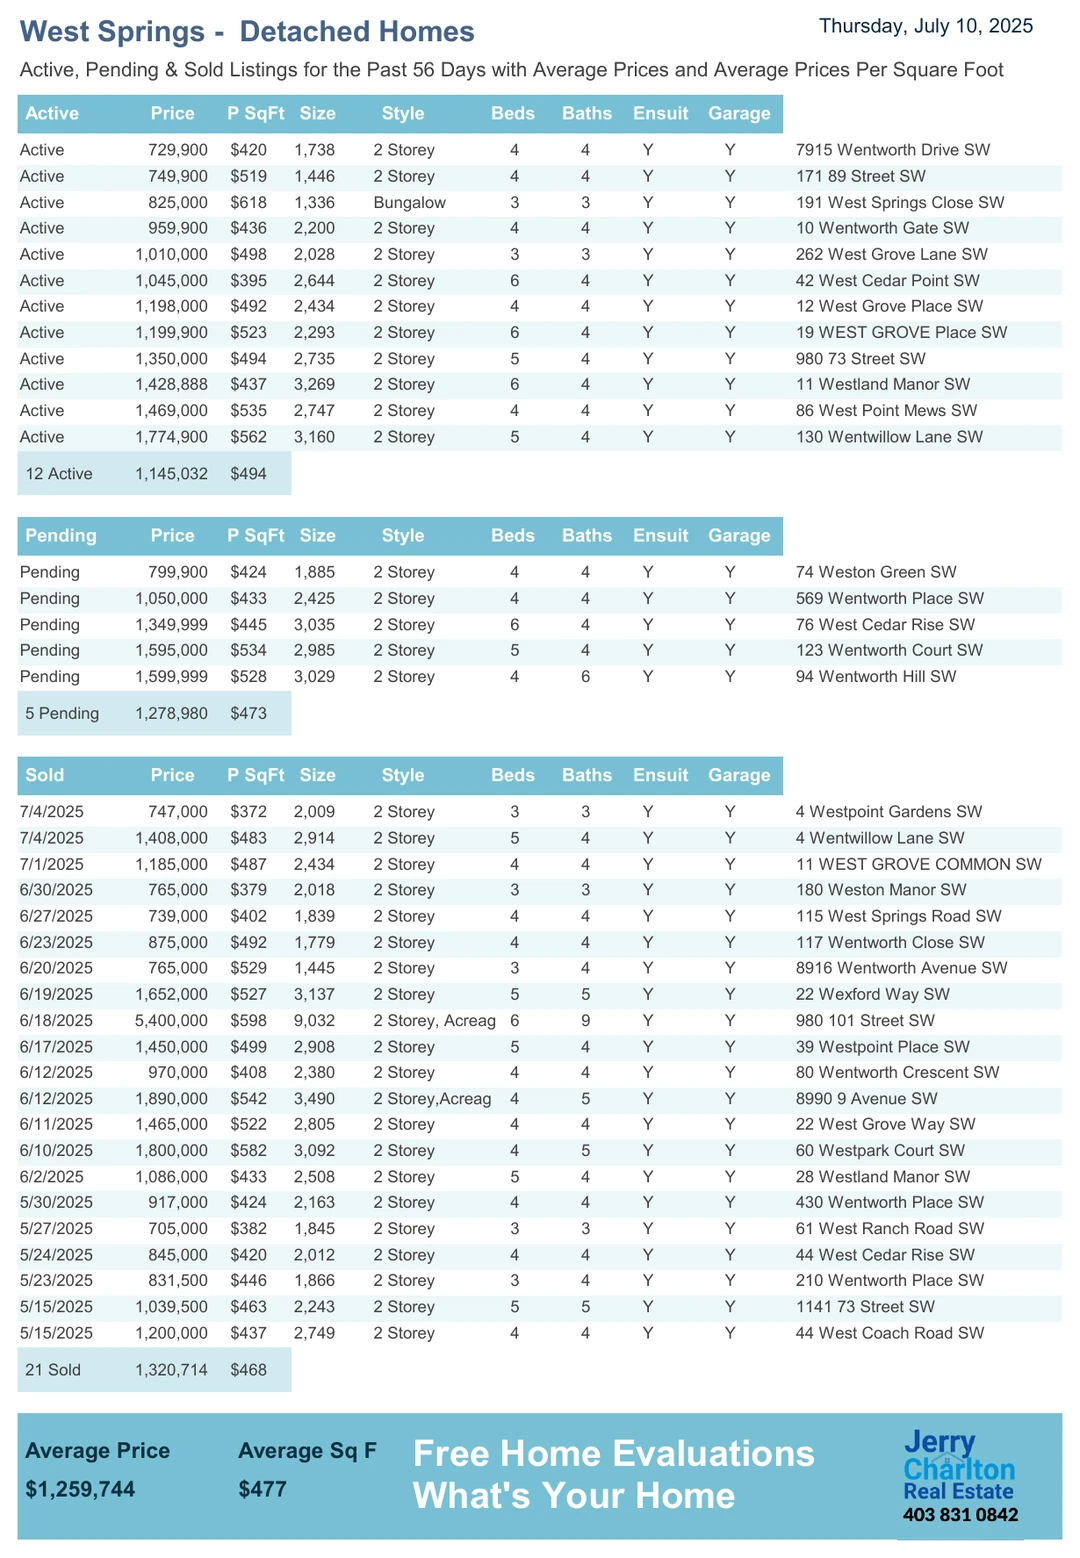 West Springs -  Detached Homes
Thursday, July 10, 2025
Active, Pending & Sold Listings for the Past 56 Days with Average Prices and Average Prices Per Square Foot
Active Price P SqFt Size Style Beds Baths Ensuit Garage
Active 729,900 $420 1,738 2 Storey 4 4 Y Y 7915 Wentworth Drive SW
Active 749,900 $519 1,446 2 Storey 4 4 Y Y 171 89 Street SW
Active 825,000 $618 1,336 Bungalow 3 3 Y Y 191 West Springs Close SW
Active 959,900 $436 2,200 2 Storey 4 4 Y Y 10 Wentworth Gate SW
Active 1,010,000 $498 2,028 2 Storey 3 3 Y Y 262 West Grove Lane SW
Active 1,045,000 $395 2,644 2 Storey 6 4 Y Y 42 West Cedar Point SW
Active 1,198,000 $492 2,434 2 Storey 4 4 Y Y 12 West Grove Place SW
Active 1,199,900 $523 2,293 2 Storey 6 4 Y Y 19 WEST GROVE Place SW
Active 1,350,000 $494 2,735 2 Storey 5 4 Y Y 980 73 Street SW
Active 1,428,888 $437 3,269 2 Storey 6 4 Y Y 11 Westland Manor SW
Active 1,469,000 $535 2,747 2 Storey 4 4 Y Y 86 West Point Mews SW
Active 1,774,900 $562 3,160 2 Storey 5 4 Y Y 130 Wentwillow Lane SW
12 Active 1,145,032 $494
Pending Price P SqFt Size Style Beds Baths Ensuit Garage
Pending 799,900 $424 1,885 2 Storey 4 4 Y Y 74 Weston Green SW
Pending 1,050,000 $433 2,425 2 Storey 4 4 Y Y 569 Wentworth Place SW
Pending 1,349,999 $445 3,035 2 Storey 6 4 Y Y 76 West Cedar Rise SW
Pending 1,595,000 $534 2,985 2 Storey 5 4 Y Y 123 Wentworth Court SW
Pending 1,599,999 $528 3,029 2 Storey 4 6 Y Y 94 Wentworth Hill SW
5 Pending 1,278,980 $473
Sold Price P SqFt Size Style Beds Baths Ensuit Garage
7/4/2025 747,000 $372 2,009 2 Storey 3 3 Y Y 4 Westpoint Gardens SW
7/4/2025 1,408,000 $483 2,914 2 Storey 5 4 Y Y 4 Wentwillow Lane SW
7/1/2025 1,185,000 $487 2,434 2 Storey 4 4 Y Y 11 WEST GROVE COMMON SW
6/30/2025 765,000 $379 2,018 2 Storey 3 3 Y Y 180 Weston Manor SW
6/27/2025 739,000 $402 1,839 2 Storey 4 4 Y Y 115 West Springs Road SW
6/23/2025 875,000 $492 1,779 2 Storey 4 4 Y Y 117 Wentworth Close SW
6/20/2025 765,000 $529 1,445 2 Storey 3 4 Y Y 8916 Wentworth Avenue SW
6/19/2025 1,652,000 $527 3,137 2 Storey 5 5 Y Y 22 Wexford Way SW
6/18/2025 5,400,000 $598 9,032 2 Storey, Acreag 6 9 Y Y 980 101 Street SW
6/17/2025 1,450,000 $499 2,908 2 Storey 5 4 Y Y 39 Westpoint Place SW
6/12/2025 970,000 $408 2,380 2 Storey 4 4 Y Y 80 Wentworth Crescent SW
6/12/2025 1,890,000 $542 3,490 2 Storey,Acreag 4 5 Y Y 8990 9 Avenue SW
6/11/2025 1,465,000 $522 2,805 2 Storey 4 4 Y Y 22 West Grove Way SW
6/10/2025 1,800,000 $582 3,092 2 Storey 4 5 Y Y 60 Westpark Court SW
6/2/2025 1,086,000 $433 2,508 2 Storey 5 4 Y Y 28 Westland Manor SW
5/30/2025 917,000 $424 2,163 2 Storey 4 4 Y Y 430 Wentworth Place SW
5/27/2025 705,000 $382 1,845 2 Storey 3 3 Y Y 61 West Ranch Road SW
5/24/2025 845,000 $420 2,012 2 Storey 4 4 Y Y 44 West Cedar Rise SW
5/23/2025 831,500 $446 1,866 2 Storey 3 4 Y Y 210 Wentworth Place SW
5/15/2025 1,039,500 $463 2,243 2 Storey 5 5 Y Y 1141 73 Street SW
5/15/2025 1,200,000 $437 2,749 2 Storey 4 4 Y Y 44 West Coach Road SW
21 Sold 1,320,714 $468
Average Price Average Sq F
$1,259,744 $477
Free Home Evaluations
What's Your Home
Jerry
Charlton
Real Estate
403 831 0842